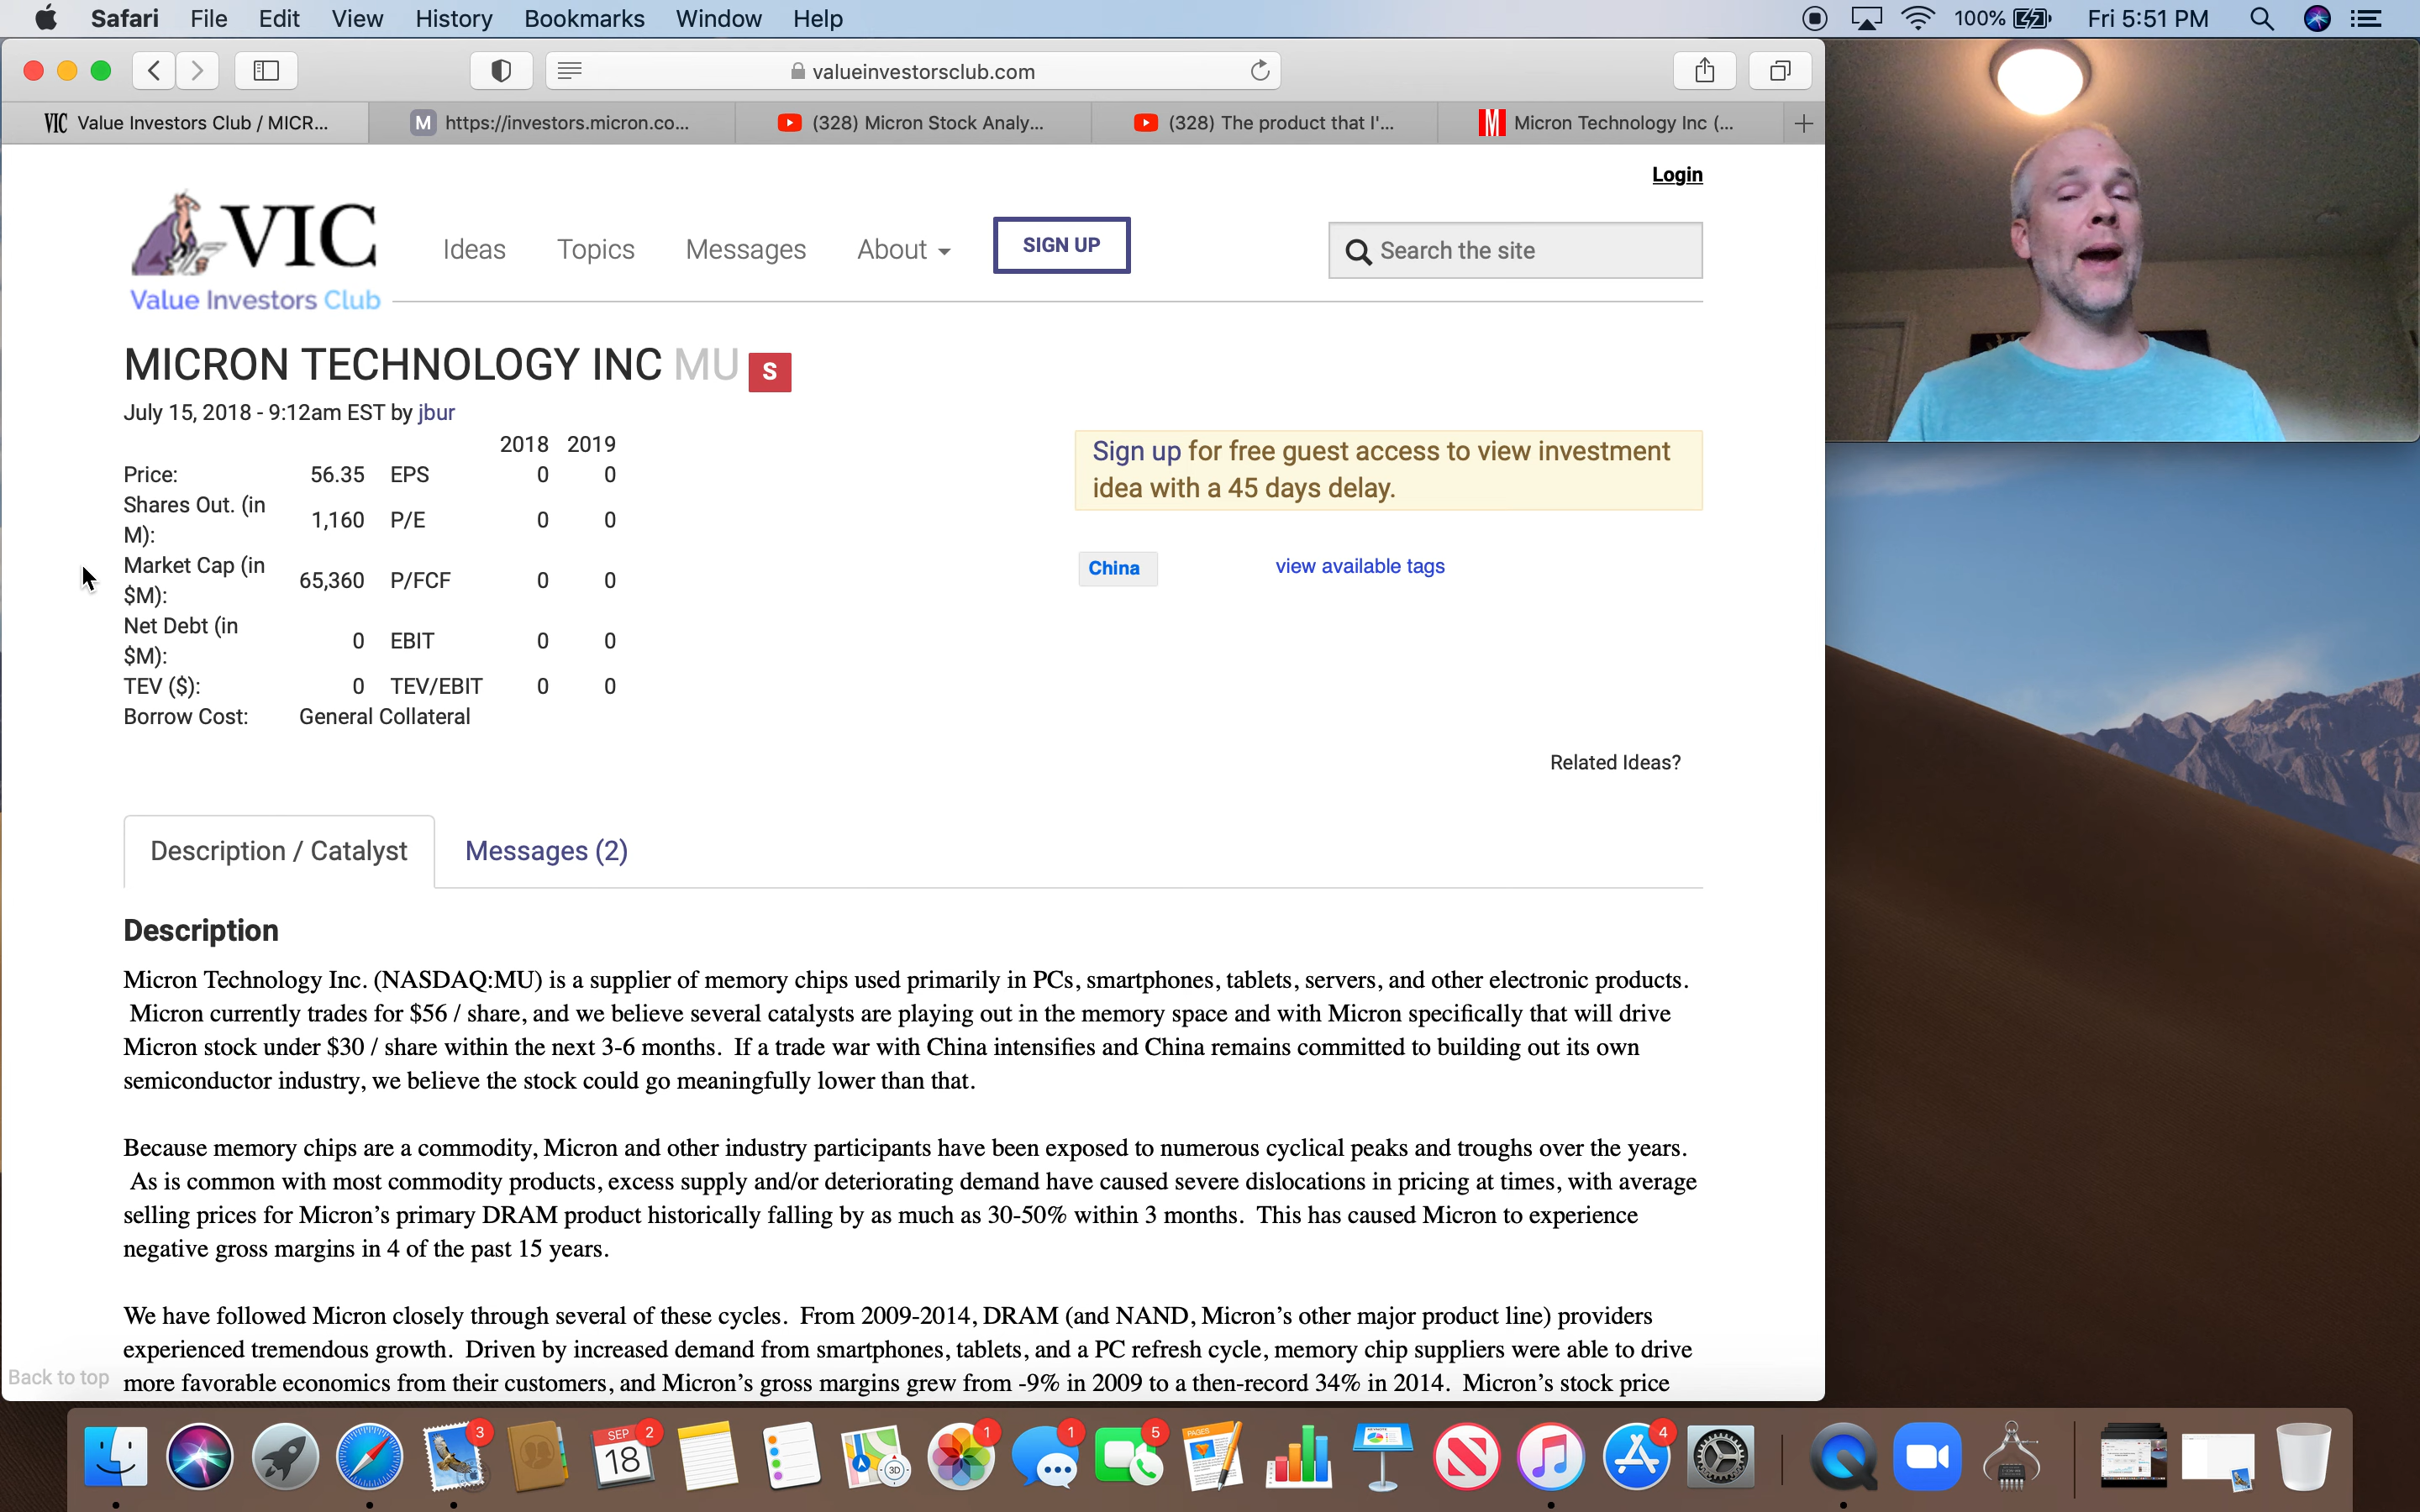 Safari File Edit View History Bookmarks Window Help 100% Fri 5:51 PM
valueinvestorsclub.com
VIC Value Investors Club / MICR...
M https://investors.micron.co...
(328) Micron Stock Analy...
(328) The product that I'...
M Micron Technology Inc (...
Login
VIC
Value Investors Club
Ideas Topics Messages About SIGN UP
Search the site
MICRON TECHNOLOGY INC MU S
July 15, 2018 - 9:12am EST by jbur
2018 2019
Price: 56.35 EPS 0 0
Shares Out. (in
M): 1,160 P/E 0 0
Market Cap (in
$M): 65,360 P/FCF 0 0
Net Debt (in
$M): 0 EBIT 0 0
TEV ($): 0 TEV/EBIT 0 0
Borrow Cost: General Collateral
Sign up for free guest access to view investment
idea with a 45 days delay.
China view available tags
Related Ideas?
Description / Catalyst Messages (2)
Description
Micron Technology Inc. (NASDAQ:MU) is a supplier of memory chips used primarily in PCs, smartphones, tablets, servers, and other electronic products.
Micron currently trades for $56 / share, and we believe several catalysts are playing out in the memory space and with Micron specifically that will drive
Micron stock under $30 / share within the next 3-6 months.  If a trade war with China intensifies and China remains committed to building out its own
semiconductor industry, we believe the stock could go meaningfully lower than that.
Because memory chips are a commodity, Micron and other industry participants have been exposed to numerous cyclical peaks and troughs over the years.
As is common with most commodity products, excess supply and/or deteriorating demand have caused severe dislocations in pricing at times, with average
selling prices for Micron’s primary DRAM product historically falling by as much as 30-50% within 3 months.  This has caused Micron to experience
negative gross margins in 4 of the past 15 years.
We have followed Micron closely through several of these cycles.  From 2009-2014, DRAM (and NAND, Micron’s other major product line) providers
experienced tremendous growth.  Driven by increased demand from smartphones, tablets, and a PC refresh cycle, memory chip suppliers were able to drive
more favorable economics from their customers, and Micron’s gross margins grew from -9% in 2009 to a then-record 34% in 2014.  Micron’s stock price
Back to top
3
SEP 2
18
3D
1
1
5
PAGES
4